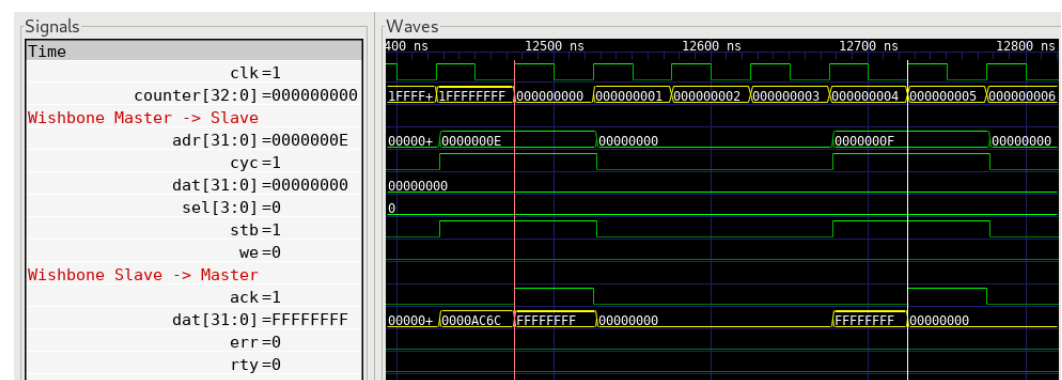 Signals
Waves
Time
400 ns 12500 ns 12600 ns 12700 ns 12800 ns
clk=1
counter[32:0]=000000000 1FFFF+ 1FFFFFFFF 000000000 000000001 000000002 000000003 000000004 000000005 000000006
Wishbone Master -> Slave
adr[31:0]=0000000E 00000+ 0000000E 00000000 0000000F 00000000
cyc=1
dat[31:0]=00000000 00000000
sel[3:0]=0 0
stb=1
we=0
Wishbone Slave -> Master
ack=1
dat[31:0]=FFFFFFFF 00000+ 0000AC6C FFFFFFFF 00000000 FFFFFFFF 00000000
err=0
rty=0